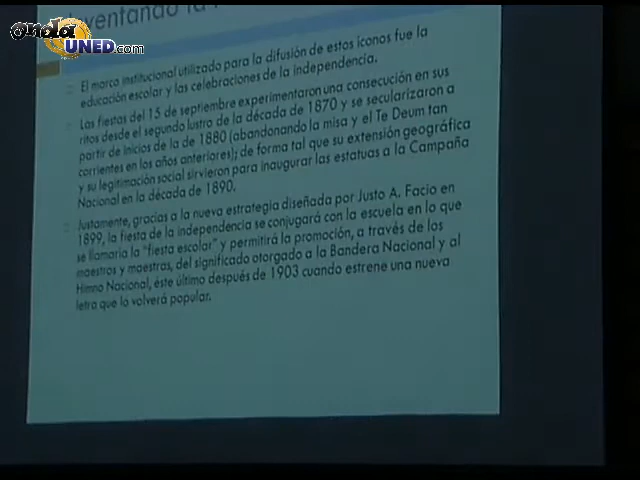 onda
UNED.com
Inventando la
El marco institucional utilizado para la difusión de estos íconos fue la
educación escolar y las celebraciones de la independencia.
Las fiestas del 15 de septiembre experimentaron una consecución en sus
ritos desde el segundo lustro de la década de 1870 y se secularizaron a
partir de inicios de la de 1880 (abandonando la misa y el Te Deum tan
corrientes en los años anteriores); de forma tal que su extensión geográfica
y su legitimación social sirvieron para inaugurar las estatuas a la Campaña
Nacional en la década de 1890.
Justamente, gracias a la nueva estrategia diseñada por Justo A. Facio en
1899, la fiesta de la independencia se conjugará con la escuela en lo que
se llamaría la "fiesta escolar" y permitirá la promoción, a través de los
maestros y maestras, del significado otorgado a la Bandera Nacional y al
Himno Nacional, éste último después de 1903 cuando estrene una nueva
letra que lo volverá popular.